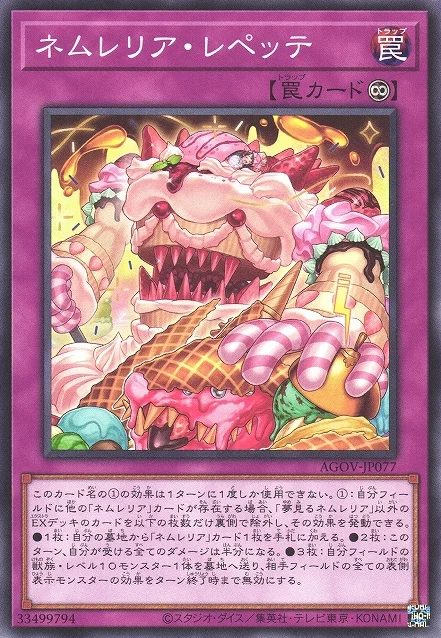 ネムレリア・レペッテ
トラップ
罠
トラップ
【罠カード】
AGOV-JP077
このカード名の①の効果は1ターンに1度しか使用できない。①:自分フィー
ルドに他の「ネムレリア」カードが存在する場合、「夢見るネムレリア」以外の
EXデッキのカードを以下の枚数だけ裏側で除外し、その効果を発動できる。
●1枚:自分の墓地から「ネムレリア」カード1枚を手札に加える。●2枚:この
ターン、自分が受ける全てのダメージは半分になる。●3枚:自分フィールドの
獣族・レベル10モンスター1体を墓地へ送り、相手フィールドの全ての表側
表示モンスターの効果をターン終了時まで無効にする。
33499794
©スタジオ・ダイス/集英社・テレビ東京・KONAMI